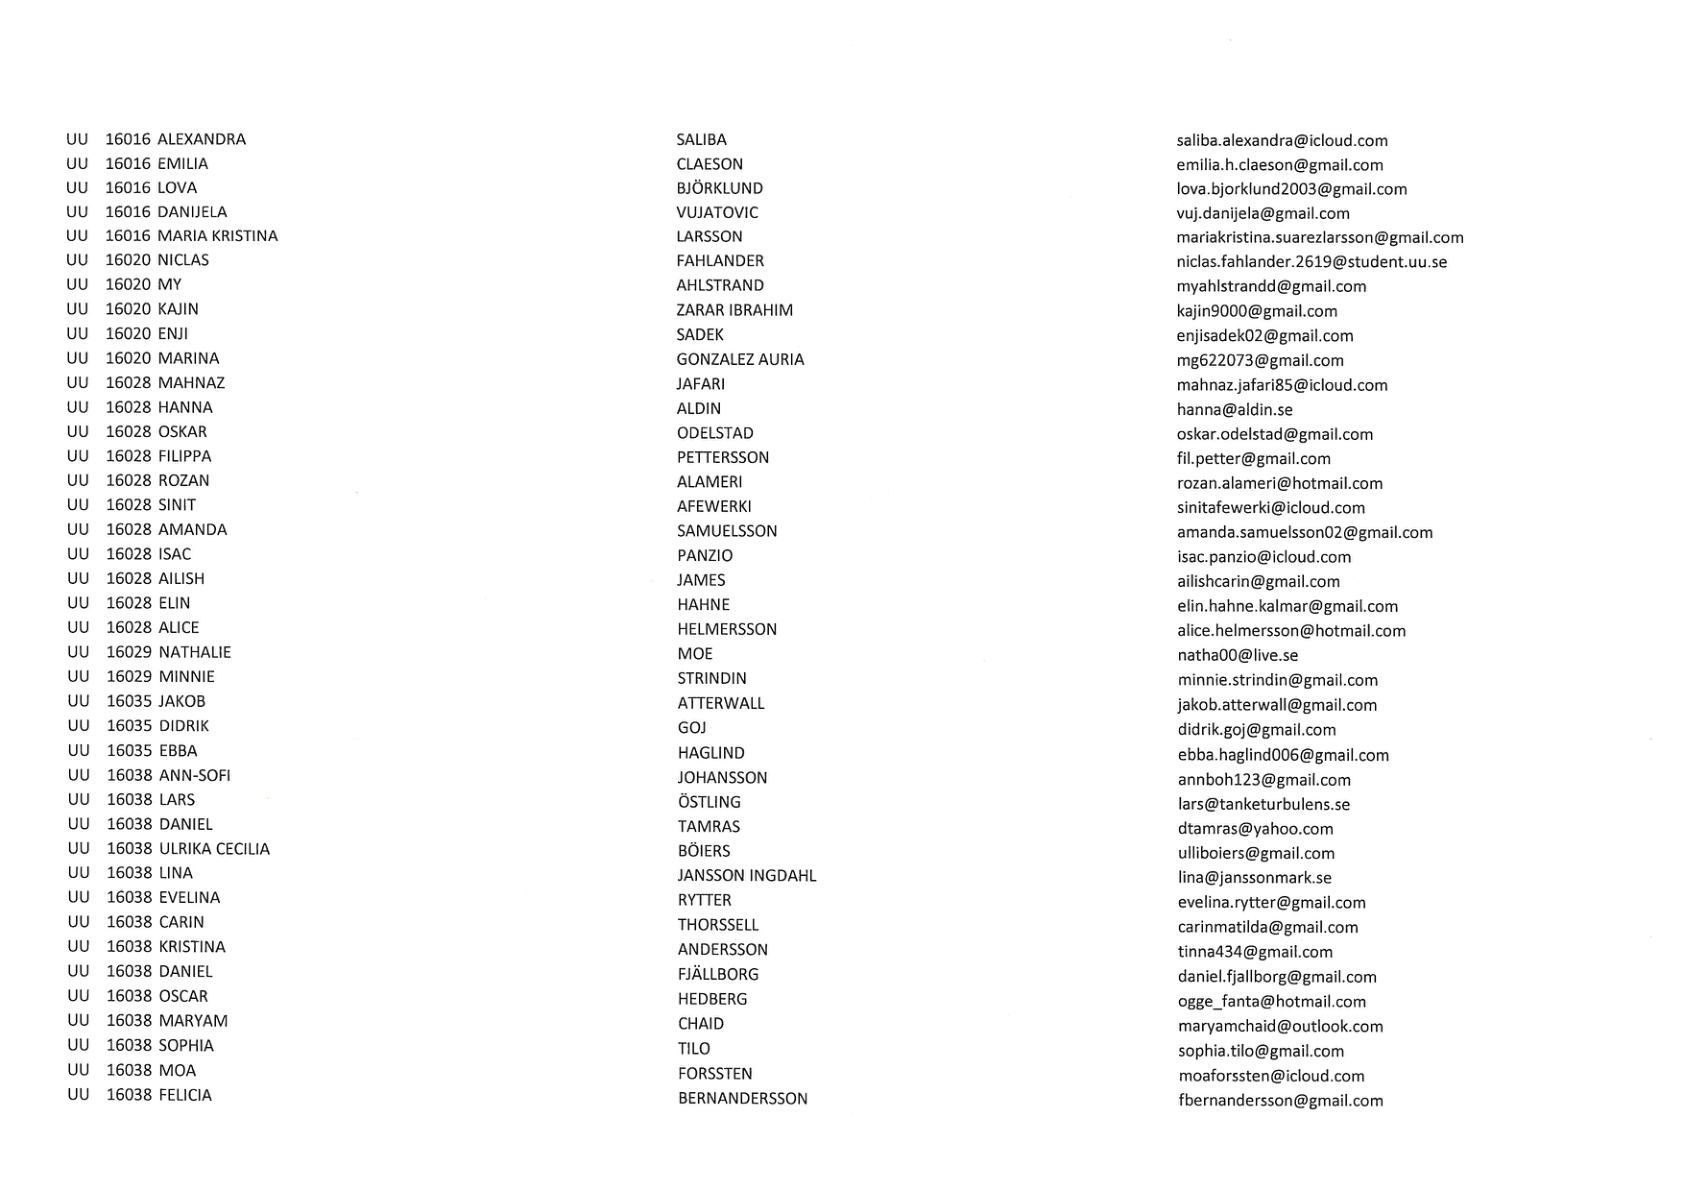 UU 16016 ALEXANDRA SALIBA saliba.alexandra@icloud.com
UU 16016 EMILIA CLAESON emilia.h.claeson@gmail.com
UU 16016 LOVA BJÖRKLUND lova.bjorklund2003@gmail.com
UU 16016 DANIJELA VUJATOVIC vuj.danijela@gmail.com
UU 16016 MARIA KRISTINA LARSSON mariakristina.suarezlarsson@gmail.com
UU 16020 NICLAS FAHLANDER niclas.fahlander.2619@student.uu.se
UU 16020 MY AHLSTRAND myahlstrandd@gmail.com
UU 16020 KAJIN ZARAR IBRAHIM kajin9000@gmail.com
UU 16020 ENJI SADEK enjisadek02@gmail.com
UU 16020 MARINA GONZALEZ AURIA mg622073@gmail.com
UU 16028 MAHNAZ JAFARI mahnaz.jafari85@icloud.com
UU 16028 HANNA ALDIN hanna@aldin.se
UU 16028 OSKAR ODELSTAD oskar.odelstad@gmail.com
UU 16028 FILIPPA PETTERSSON fil.petter@gmail.com
UU 16028 ROZAN ALAMERI rozan.alameri@hotmail.com
UU 16028 SINIT AFEWERKI sinitafewerki@icloud.com
UU 16028 AMANDA SAMUELSSON amanda.samuelsson02@gmail.com
UU 16028 ISAC PANZIO isac.panzio@icloud.com
UU 16028 AILISH JAMES ailishcarin@gmail.com
UU 16028 ELIN HAHNE elin.hahne.kalmar@gmail.com
UU 16028 ALICE HELMERSSON alice.helmersson@hotmail.com
UU 16029 NATHALIE MOE natha00@live.se
UU 16029 MINNIE STRINDIN minnie.strindin@gmail.com
UU 16035 JAKOB ATTERWALL jakob.atterwall@gmail.com
UU 16035 DIDRIK GOJ didrik.goj@gmail.com
UU 16035 EBBA HAGLIND ebba.haglind006@gmail.com
UU 16038 ANN-SOFI JOHANSSON annboh123@gmail.com
UU 16038 LARS ÖSTLING lars@tanketurbulens.se
UU 16038 DANIEL TAMRAS dtamras@yahoo.com
UU 16038 ULRIKA CECILIA BÖIERS ulliboiers@gmail.com
UU 16038 LINA JANSSON INGDAHL lina@janssonmark.se
UU 16038 EVELINA RYTTER evelina.rytter@gmail.com
UU 16038 CARIN THORSSELL carinmatilda@gmail.com
UU 16038 KRISTINA ANDERSSON tinna434@gmail.com
UU 16038 DANIEL FJÄLLBORG daniel.fjallborg@gmail.com
UU 16038 OSCAR HEDBERG ogge_fanta@hotmail.com
UU 16038 MARYAM CHAID maryamchaid@outlook.com
UU 16038 SOPHIA TILO sophia.tilo@gmail.com
UU 16038 MOA FORSSTEN moaforssten@icloud.com
UU 16038 FELICIA BERNANDERSSON fbernandersson@gmail.com